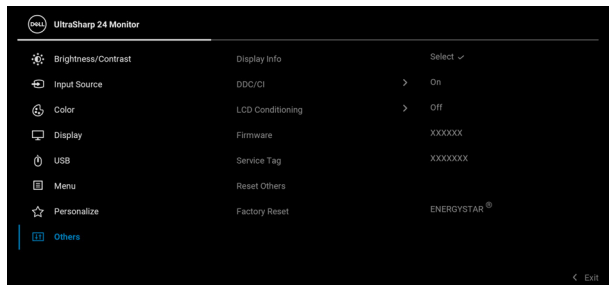 DELL UltraSharp 24 Monitor
Brightness/Contrast Display Info Select ✓
Input Source DDC/CI > On
Color LCD Conditioning > Off
Display Firmware XXXXXX
USB Service Tag XXXXXXX
Menu Reset Others
Personalize Factory Reset ENERGYSTAR ®
Others
< Exit